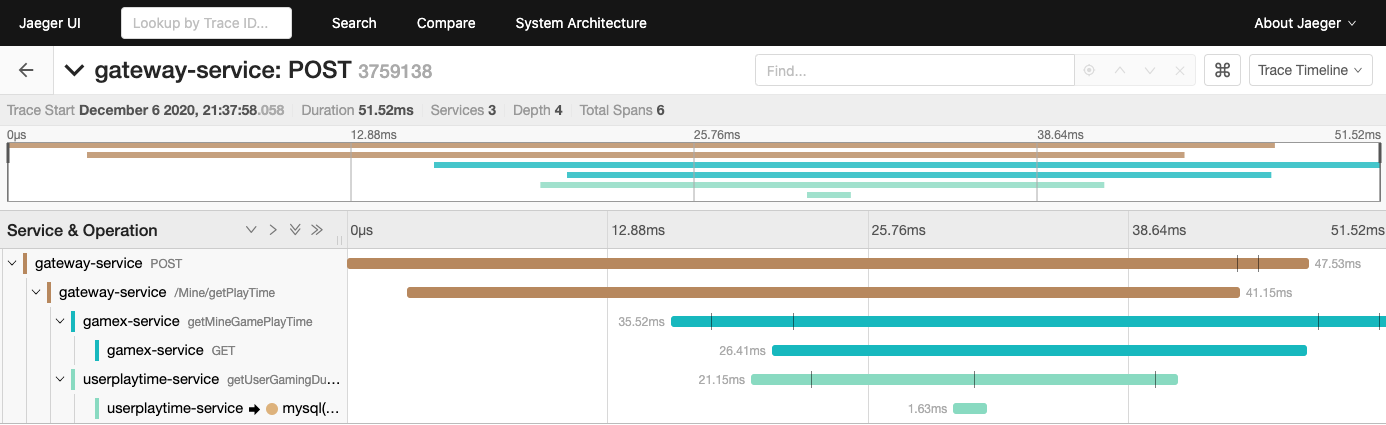 Jaeger UI Lookup by Trace ID... Search Compare System Architecture About Jaeger
gateway-service: POST 3759138 Find... ⌘ Trace Timeline
Trace Start December 6 2020, 21:37:58.058 Duration 51.52ms Services 3 Depth 4 Total Spans 6
0μs 12.88ms 25.76ms 38.64ms 51.52ms
Service & Operation 0μs 12.88ms 25.76ms 38.64ms 51.52ms
gateway-service POST 47.53ms
gateway-service /Mine/getPlayTime 41.15ms
gamex-service getMineGamePlayTime 35.52ms
gamex-service GET 26.41ms
userplaytime-service getUserGamingDu... 21.15ms
userplaytime-service mysql(... 1.63ms